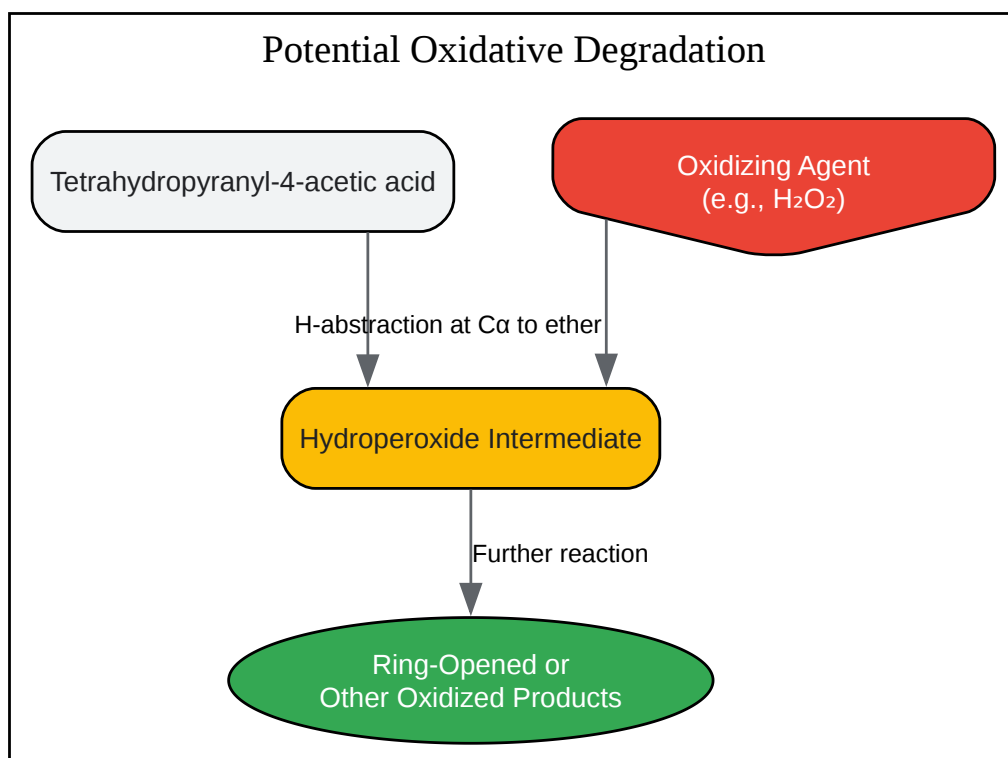 Potential Oxidative Degradation
Tetrahydropyranyl-4-acetic acid
Oxidizing Agent
(e.g., H₂O₂)
H-abstraction at Cα to ether
Hydroperoxide Intermediate
Further reaction
Ring-Opened or
Other Oxidized Products